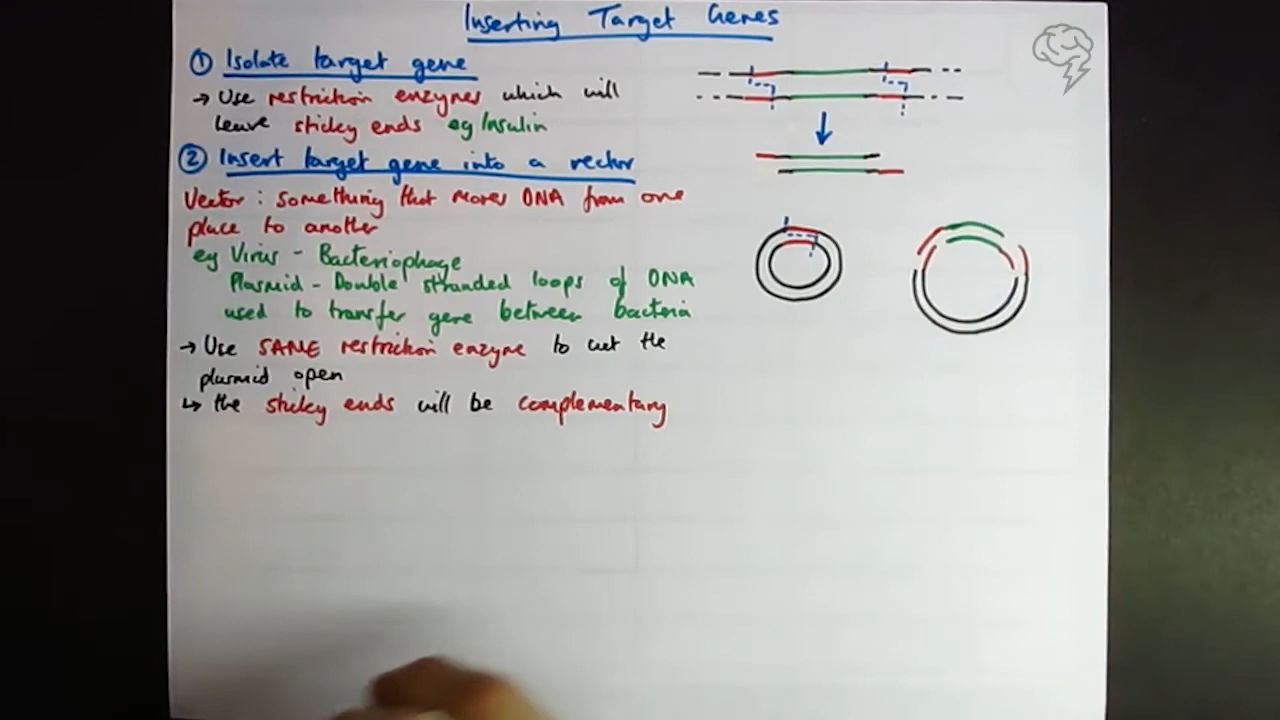 Inserting Target Genes
① Isolate target gene
→ Use restriction enzymes which will
leave sticky ends eg Insulin
② Insert target gene into a vector
Vector : something that moves DNA from one
place to another
eg Virus - Bacteriophage
Plasmid - Double stranded loops of DNA
used to transfer gene between bacteria
→ Use SAME restriction enzyme to cut the
plasmid open
↳ the sticky ends will be complementary